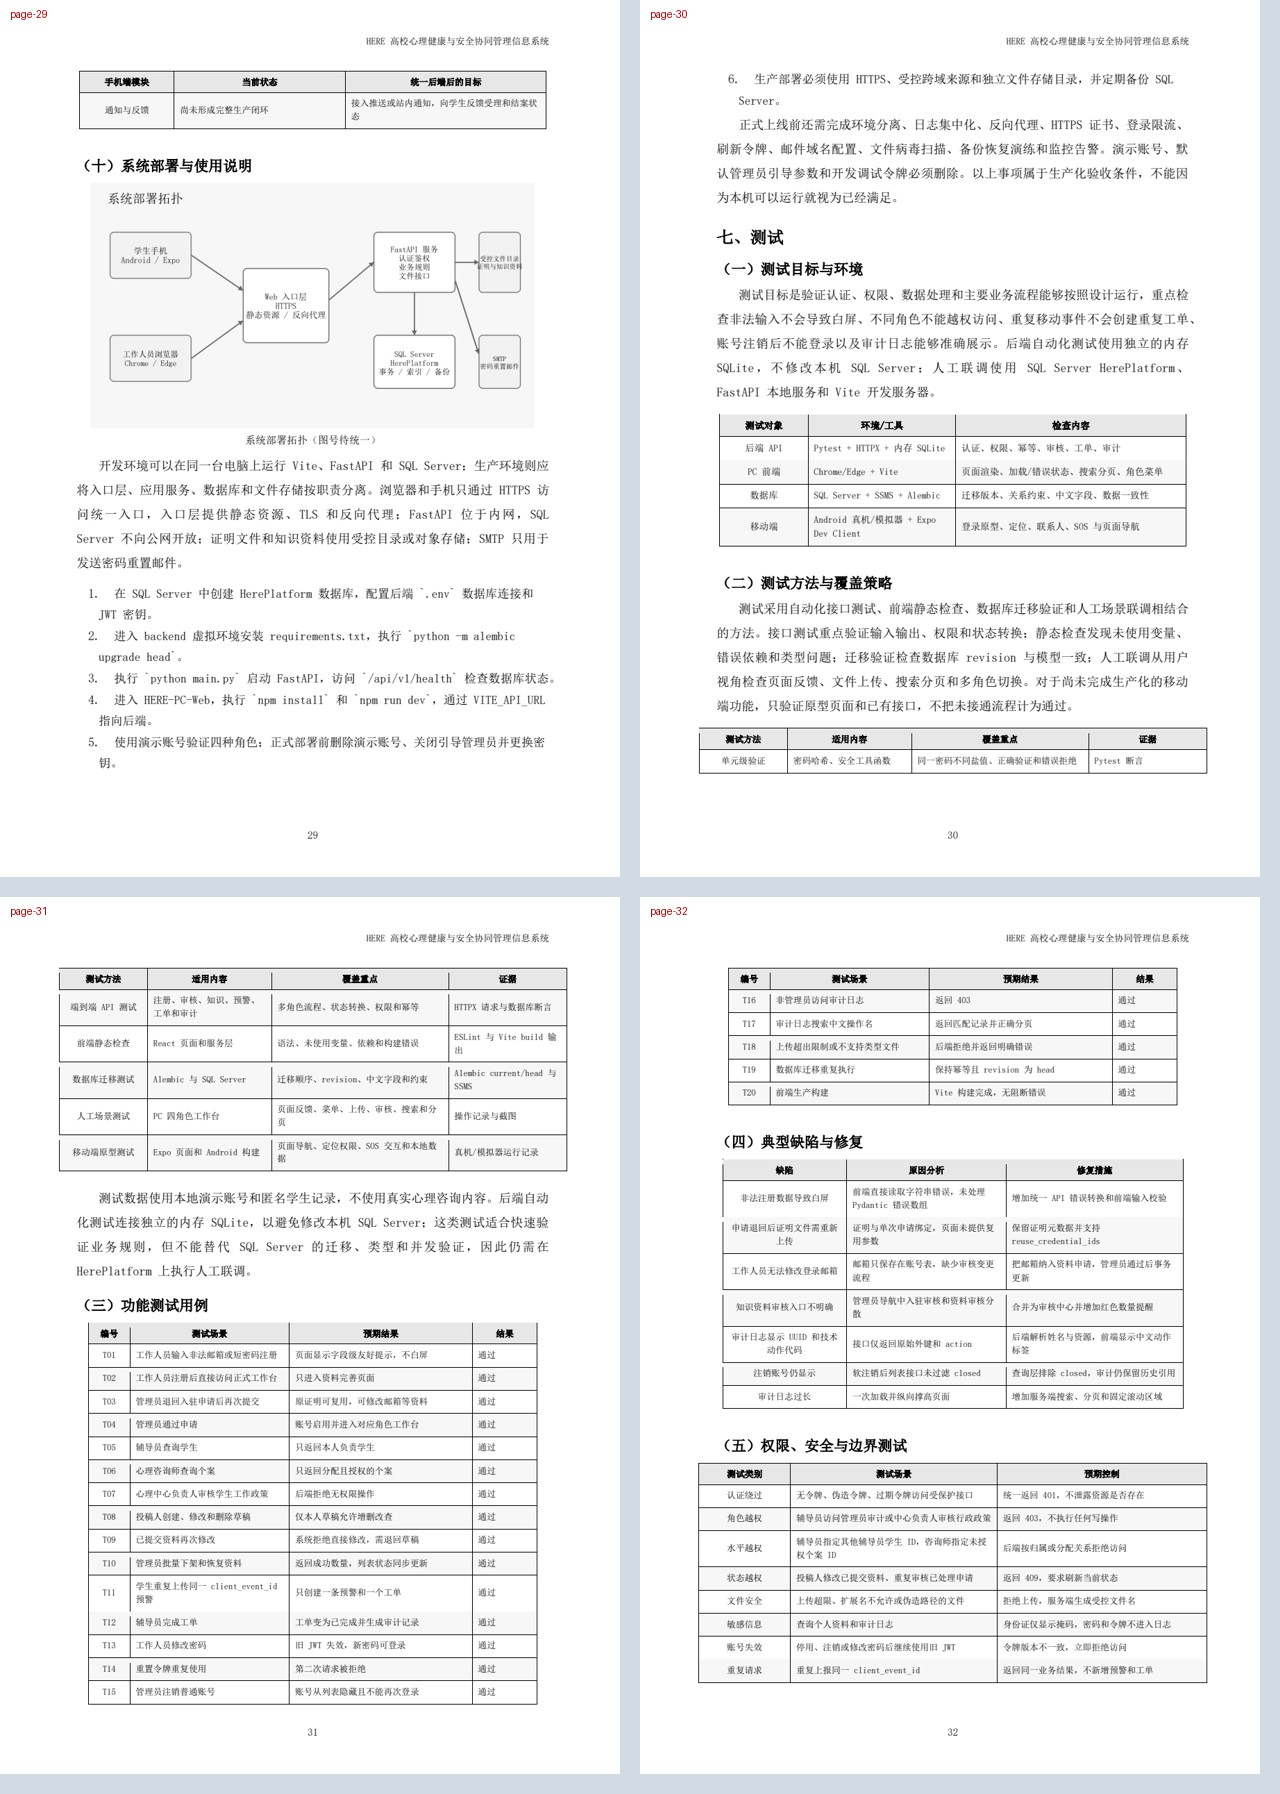 page-29
HERE 高校心理健康与安全协同管理信息系统
手机端模块 当前状态 统一后端后的目标
通知与反馈 尚未形成完整生产闭环 接入推送或站内通知，向学生反馈受理和结案状
态
（十）系统部署与使用说明
系统部署拓扑
学生手机
Android / Expo
工作人员浏览器
Chrome / Edge
Web 入口层
HTTPS
静态资源 / 反向代理
FastAPI 服务
认证鉴权
业务规则
文件接口
受控文件目录
证明与知识资料
SQL Server
HerePlatform
事务 / 索引 / 备份
SMTP
密码重置邮件
系统部署拓扑（图号待统一）
开发环境可以在同一台电脑上运行 Vite、FastAPI 和 SQL Server；生产环境则应
将入口层、应用服务、数据库和文件存储按职责分离。浏览器和手机只通过 HTTPS 访
问统一入口，入口层提供静态资源、TLS 和反向代理；FastAPI 位于内网，SQL
Server 不向公网开放；证明文件和知识资料使用受控目录或对象存储；SMTP 只用于
发送密码重置邮件。
1. 在 SQL Server 中创建 HerePlatform 数据库，配置后端 `.env` 数据库连接和
JWT 密钥。
2. 进入 backend 虚拟环境安装 requirements.txt，执行 `python -m alembic
upgrade head`。
3. 执行 `python main.py` 启动 FastAPI，访问 `/api/v1/health` 检查数据库状态。
4. 进入 HERE-PC-Web，执行 `npm install` 和 `npm run dev`，通过 VITE_API_URL
指向后端。
5. 使用演示账号验证四种角色；正式部署前删除演示账号、关闭引导管理员并更换密
钥。
29
page-30
HERE 高校心理健康与安全协同管理信息系统
6. 生产部署必须使用 HTTPS、受控跨域来源和独立文件存储目录，并定期备份 SQL
Server。
正式上线前还需完成环境分离、日志集中化、反向代理、HTTPS 证书、登录限流、
刷新令牌、邮件域名配置、文件病毒扫描、备份恢复演练和监控告警。演示账号、默
认管理员引导参数和开发调试令牌必须删除。以上事项属于生产化验收条件，不能因
为本机可以运行就视为已经满足。
七、测试
（一）测试目标与环境
测试目标是验证认证、权限、数据处理和主要业务流程能够按照设计运行，重点检
查非法输入不会导致白屏、不同角色不能越权访问、重复移动事件不会创建重复工单、
账号注销后不能登录以及审计日志能够准确展示。后端自动化测试使用独立的内存
SQLite，不修改本机 SQL Server；人工联调使用 SQL Server HerePlatform、
FastAPI 本地服务和 Vite 开发服务器。
测试对象 环境/工具 检查内容
后端 API Pytest + HTTPX + 内存 SQLite 认证、权限、幂等、审核、工单、审计
PC 前端 Chrome/Edge + Vite 页面渲染、加载/错误状态、搜索分页、角色菜单
数据库 SQL Server + SSMS + Alembic 迁移版本、关系约束、中文字段、数据一致性
移动端 Android 真机/模拟器 + Expo
Dev Client 登录原型、定位、联系人、SOS 与页面导航
（二）测试方法与覆盖策略
测试采用自动化接口测试、前端静态检查、数据库迁移验证和人工场景联调相结合
的方法。接口测试重点验证输入输出、权限和状态转换；静态检查发现未使用变量、
错误依赖和类型问题；迁移验证检查数据库 revision 与模型一致；人工联调从用户
视角检查页面反馈、文件上传、搜索分页和多角色切换。对于尚未完成生产化的移动
端功能，只验证原型页面和已有接口，不把未接通流程计为通过。
测试方法 适用内容 覆盖重点 证据
单元级验证 密码哈希、安全工具函数 同一密码不同盐值、正确验证和错误拒绝 Pytest 断言
30
page-31
HERE 高校心理健康与安全协同管理信息系统
测试方法 适用内容 覆盖重点 证据
端到端 API 测试 注册、审核、知识、预警、
工单和审计 多角色流程、状态转换、权限和幂等 HTTPX 请求与数据库断言
前端静态检查 React 页面和服务层 语法、未使用变量、依赖和构建错误 ESLint 与 Vite build 输
出
数据库迁移测试 Alembic 与 SQL Server 迁移顺序、revision、中文字段和约束 Alembic current/head 与
SSMS
人工场景测试 PC 四角色工作台 页面反馈、菜单、上传、审核、搜索和分
页 操作记录与截图
移动端原型测试 Expo 页面和 Android 构建 页面导航、定位权限、SOS 交互和本地数
据 真机/模拟器运行记录
测试数据使用本地演示账号和匿名学生记录，不使用真实心理咨询内容。后端自动
化测试连接独立的内存 SQLite，以避免修改本机 SQL Server；这类测试适合快速验
证业务规则，但不能替代 SQL Server 的迁移、类型和并发验证，因此仍需在
HerePlatform 上执行人工联调。
（三）功能测试用例
编号 测试场景 预期结果 结果
T01 工作人员输入非法邮箱或短密码注册 页面显示字段级友好提示，不白屏 通过
T02 工作人员注册后直接访问正式工作台 只进入资料完善页面 通过
T03 管理员退回入驻申请后再次提交 原证明可复用，可修改邮箱等资料 通过
T04 管理员通过申请 账号启用并进入对应角色工作台 通过
T05 辅导员查询学生 只返回本人负责学生 通过
T06 心理咨询师查询个案 只返回分配且授权的个案 通过
T07 心理中心负责人审核学生工作政策 后端拒绝无权限操作 通过
T08 投稿人创建、修改和删除草稿 仅本人草稿允许增删改查 通过
T09 已提交资料再次修改 系统拒绝直接修改，需退回草稿 通过
T10 管理员批量下架和恢复资料 返回成功数量，列表状态同步更新 通过
T11 学生重复上传同一 client_event_id
预警 只创建一条预警和一个工单 通过
T12 辅导员完成工单 工单变为已完成并生成审计记录 通过
T13 工作人员修改密码 旧 JWT 失效，新密码可登录 通过
T14 重置令牌重复使用 第二次请求被拒绝 通过
T15 管理员注销普通账号 账号从列表隐藏且不能再次登录 通过
31
page-32
HERE 高校心理健康与安全协同管理信息系统
编号 测试场景 预期结果 结果
T16 非管理员访问审计日志 返回 403 通过
T17 审计日志搜索中文操作名 返回匹配记录并正确分页 通过
T18 上传超出限制或不支持类型文件 后端拒绝并返回明确错误 通过
T19 数据库迁移重复执行 保持幂等且 revision 为 head 通过
T20 前端生产构建 Vite 构建完成，无阻断错误 通过
（四）典型缺陷与修复
缺陷 原因分析 修复措施
非法注册数据导致白屏 前端直接读取字符串错误，未处理
Pydantic 错误数组 增加统一 API 错误转换和前端输入校验
申请退回后证明文件需重新
上传 证明与单次申请绑定，页面未提供复
用参数 保留证明元数据并支持
reuse_credential_ids
工作人员无法修改登录邮箱 邮箱只保存在账号表，缺少审核变更
流程 把邮箱纳入资料申请，管理员通过后事务
更新
知识资料审核入口不明确 管理员导航中入驻审核和资料审核分
散 合并为审核中心并增加红色数量提醒
审计日志显示 UUID 和技术
动作代码 接口仅返回原始外键和 action 后端解析姓名与资源，前端显示中文动作
标签
注销账号仍显示 软注销后列表接口未过滤 closed 查询层排除 closed，审计仍保留历史引用
审计日志过长 一次加载并纵向撑高页面 增加服务端搜索、分页和固定滚动区域
（五）权限、安全与边界测试
测试类别 测试场景 预期控制
认证绕过 无令牌、伪造令牌、过期令牌访问受保护接口 统一返回 401，不泄露资源是否存在
角色越权 辅导员访问管理员审计或中心负责人审核行政政策 返回 403，不执行任何写操作
水平越权 辅导员指定其他辅导员学生 ID，咨询师指定未授
权个案 ID 后端按归属或分配关系拒绝访问
状态越权 投稿人修改已提交资料、重复审核已处理申请 返回 409，要求刷新当前状态
文件安全 上传超限、扩展名不允许或伪造路径的文件 拒绝上传，服务端生成受控文件名
敏感信息 查询个人资料和审计日志 身份证仅显示掩码，密码和令牌不进入日志
账号失效 停用、注销或修改密码后继续使用旧 JWT 令牌版本不一致，立即拒绝访问
重复请求 重复上报同一 client_event_id 返回同一业务结果，不新增预警和工单
32